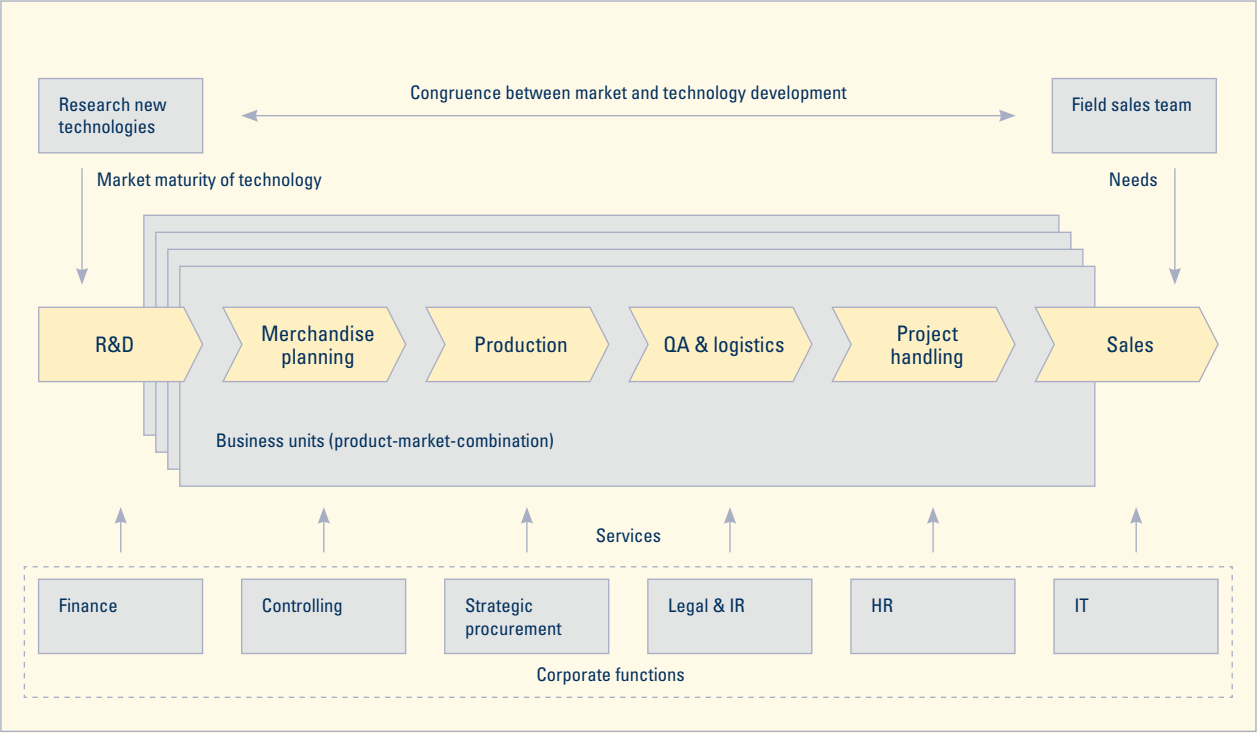 Congruence between market and technology development
Research new
technologies
Field sales team
Market maturity of technology
Needs
R&D
Merchandise
planning
Production
QA & logistics
Project
handling
Sales
Business units (product-market-combination)
Services
Finance
Controlling
Strategic
procurement
Legal & IR
HR
IT
Corporate functions